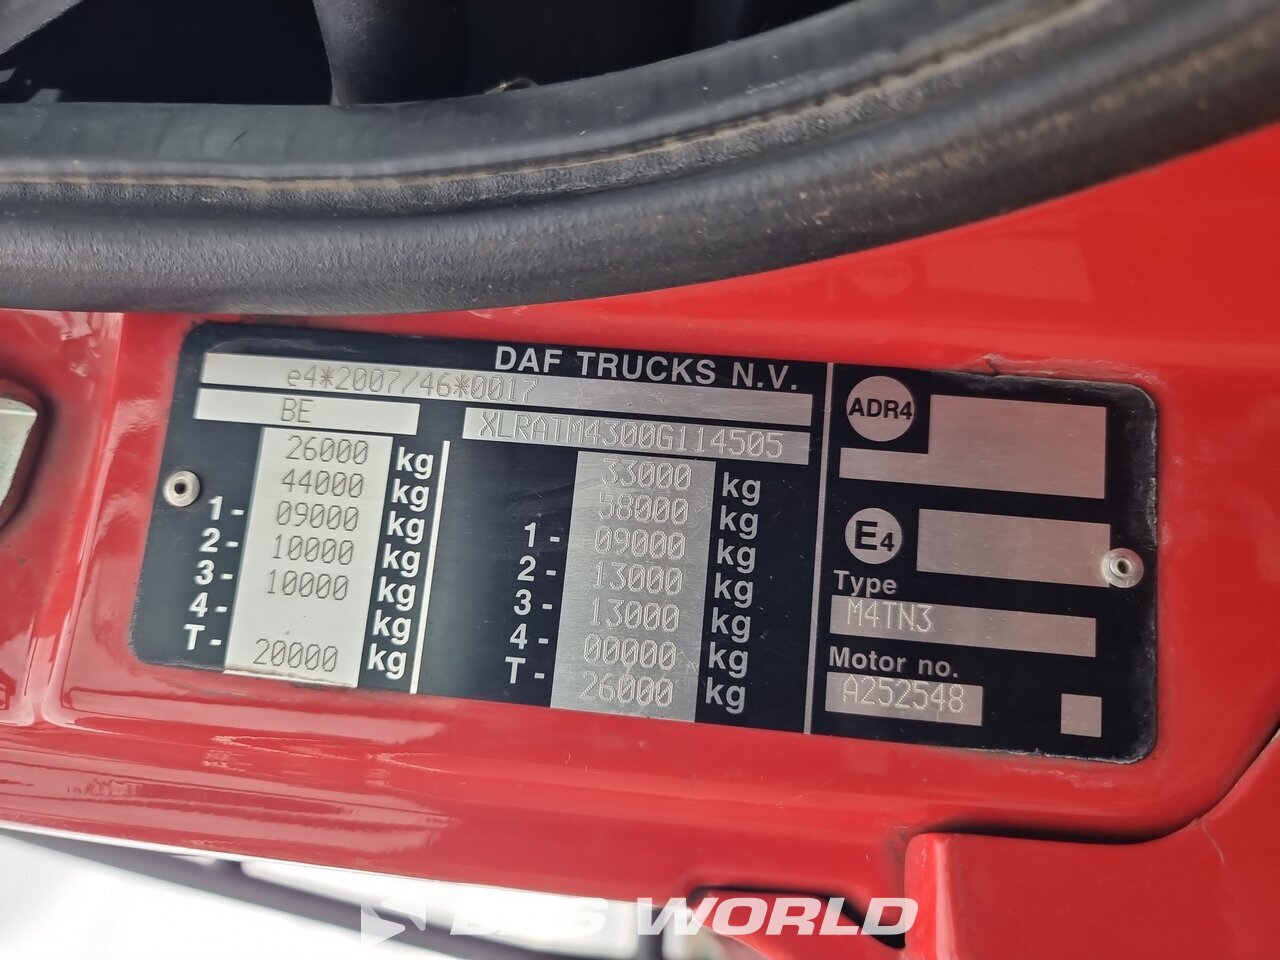 DAF TRUCKS N.V.
e4*2007/46*0017
BE
XLRATM4300G114505
26000 kg
44000 kg
1- 09000 kg
2- 10000 kg
3- 10000 kg
4- kg
T- 20000 kg
33000 kg
58000 kg
1- 09000 kg
2- 13000 kg
3- 13000 kg
4- 00000 kg
T- 26000 kg
ADR4
E4
Type
M4TN3
Motor no.
A252548
BAS WORLD